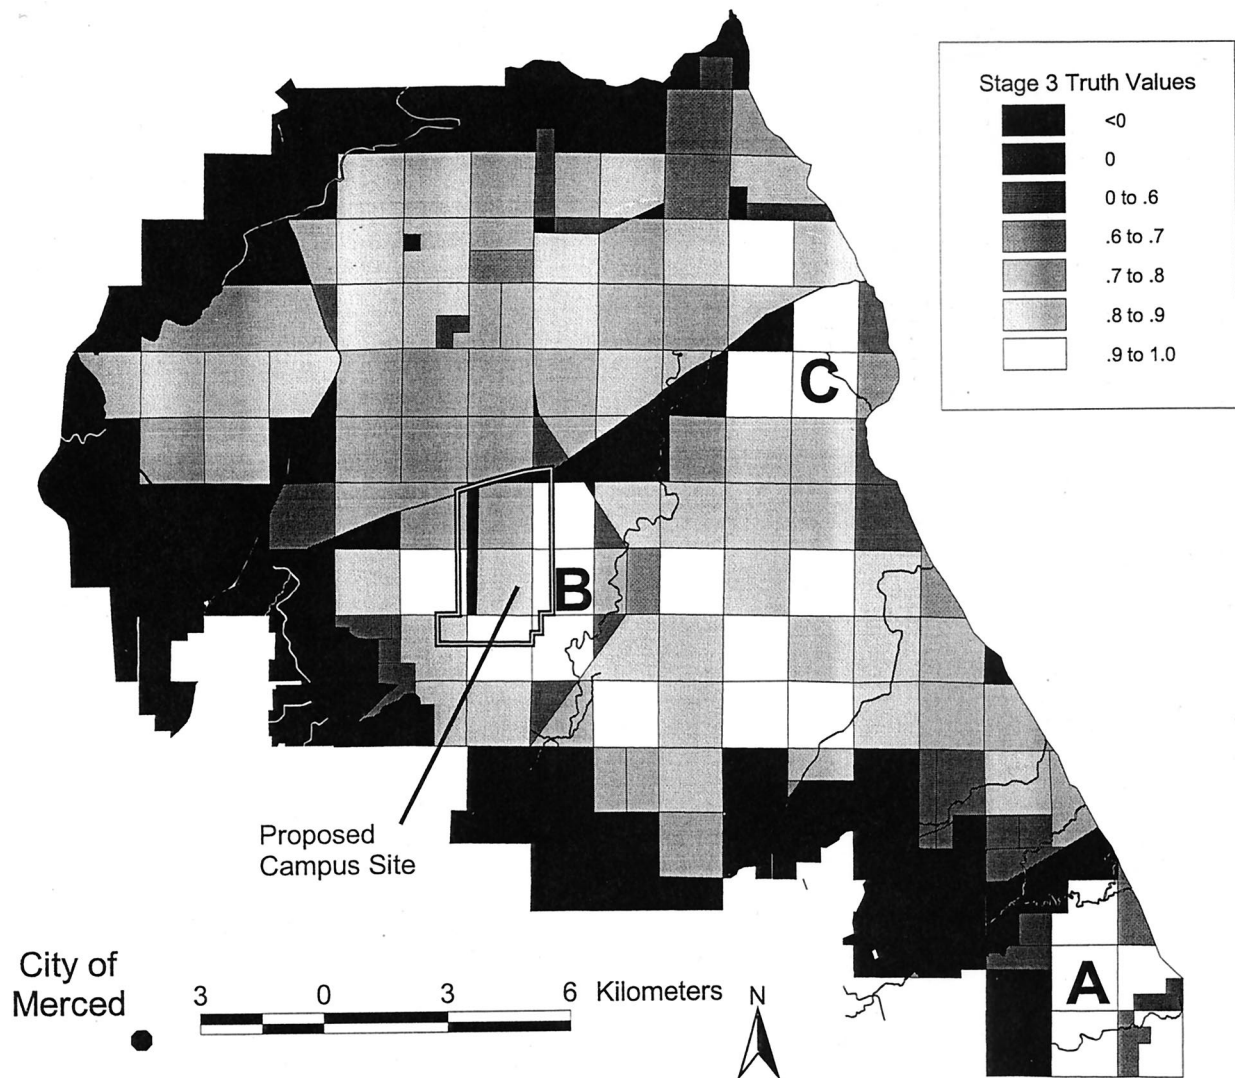 Stage 3 Truth Values
<0
0
0 to .6
.6 to .7
.7 to .8
.8 to .9
.9 to 1.0
C
B
Proposed
Campus Site
A
City of
Merced
3 0 3 6 Kilometers
N